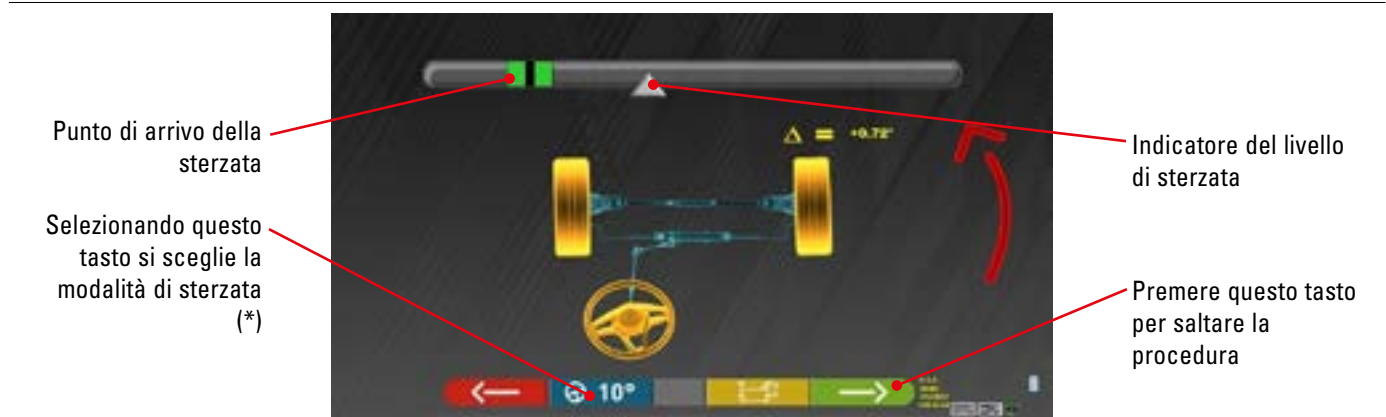 Punto di arrivo della
sterzata
Selezionando questo
tasto si sceglie la
modalità di sterzata
(*)
Δ = +0.72°
10°
Indicatore del livello
di sterzata
Premere questo tasto
per saltare la
procedura